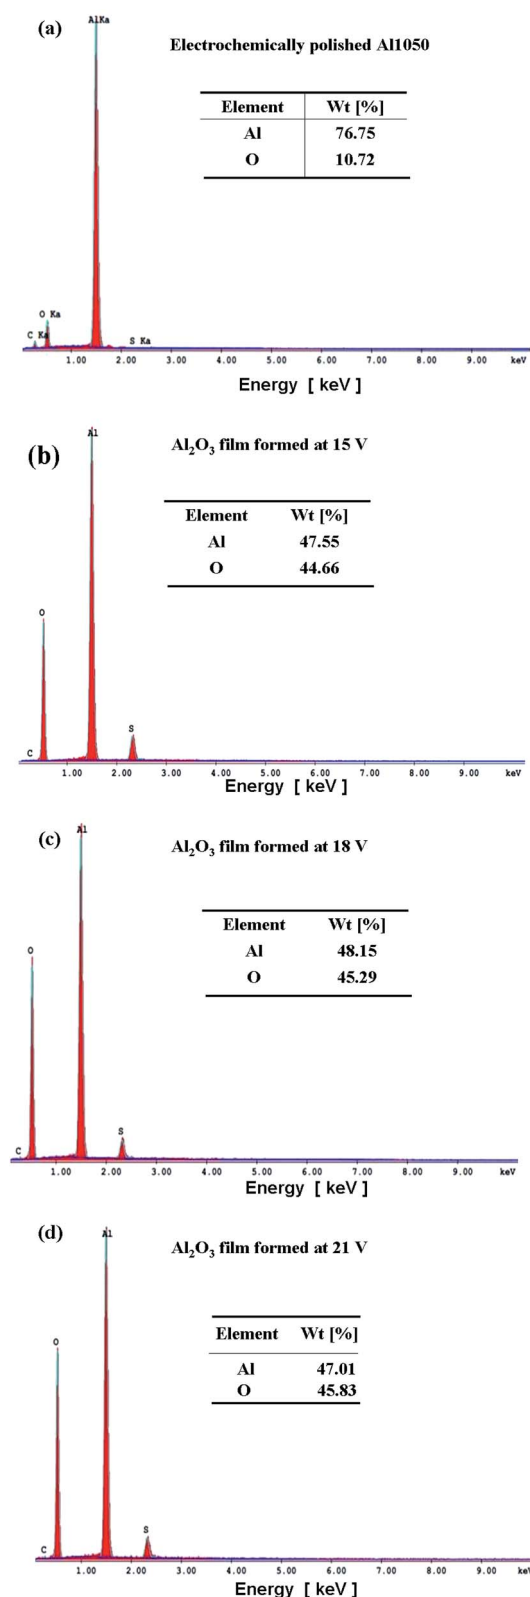 (a)
AlKa
Electrochemically polished Al1050
Element Wt [%]
Al 76.75
O 10.72
O Ka
C Ka
S Ka
1.00 2.00 3.00 4.00 5.00 6.00 7.00 8.00 9.00 keV
Energy [ keV ]
(b)
Al
Al₂O₃ film formed at 15 V
Element Wt [%]
Al 47.55
O 44.66
O
S
C
1.00 2.00 3.00 4.00 5.00 6.00 7.00 8.00 9.00 keV
Energy [ keV ]
(c)
Al
Al₂O₃ film formed at 18 V
Element Wt [%]
Al 48.15
O 45.29
O
S
C
1.00 2.00 3.00 4.00 5.00 6.00 7.00 8.00 9.00 keV
Energy [ keV ]
(d)
Al
Al₂O₃ film formed at 21 V
Element Wt [%]
Al 47.01
O 45.83
O
S
C
1.00 2.00 3.00 4.00 5.00 6.00 7.00 8.00 9.00 keV
Energy [ keV ]